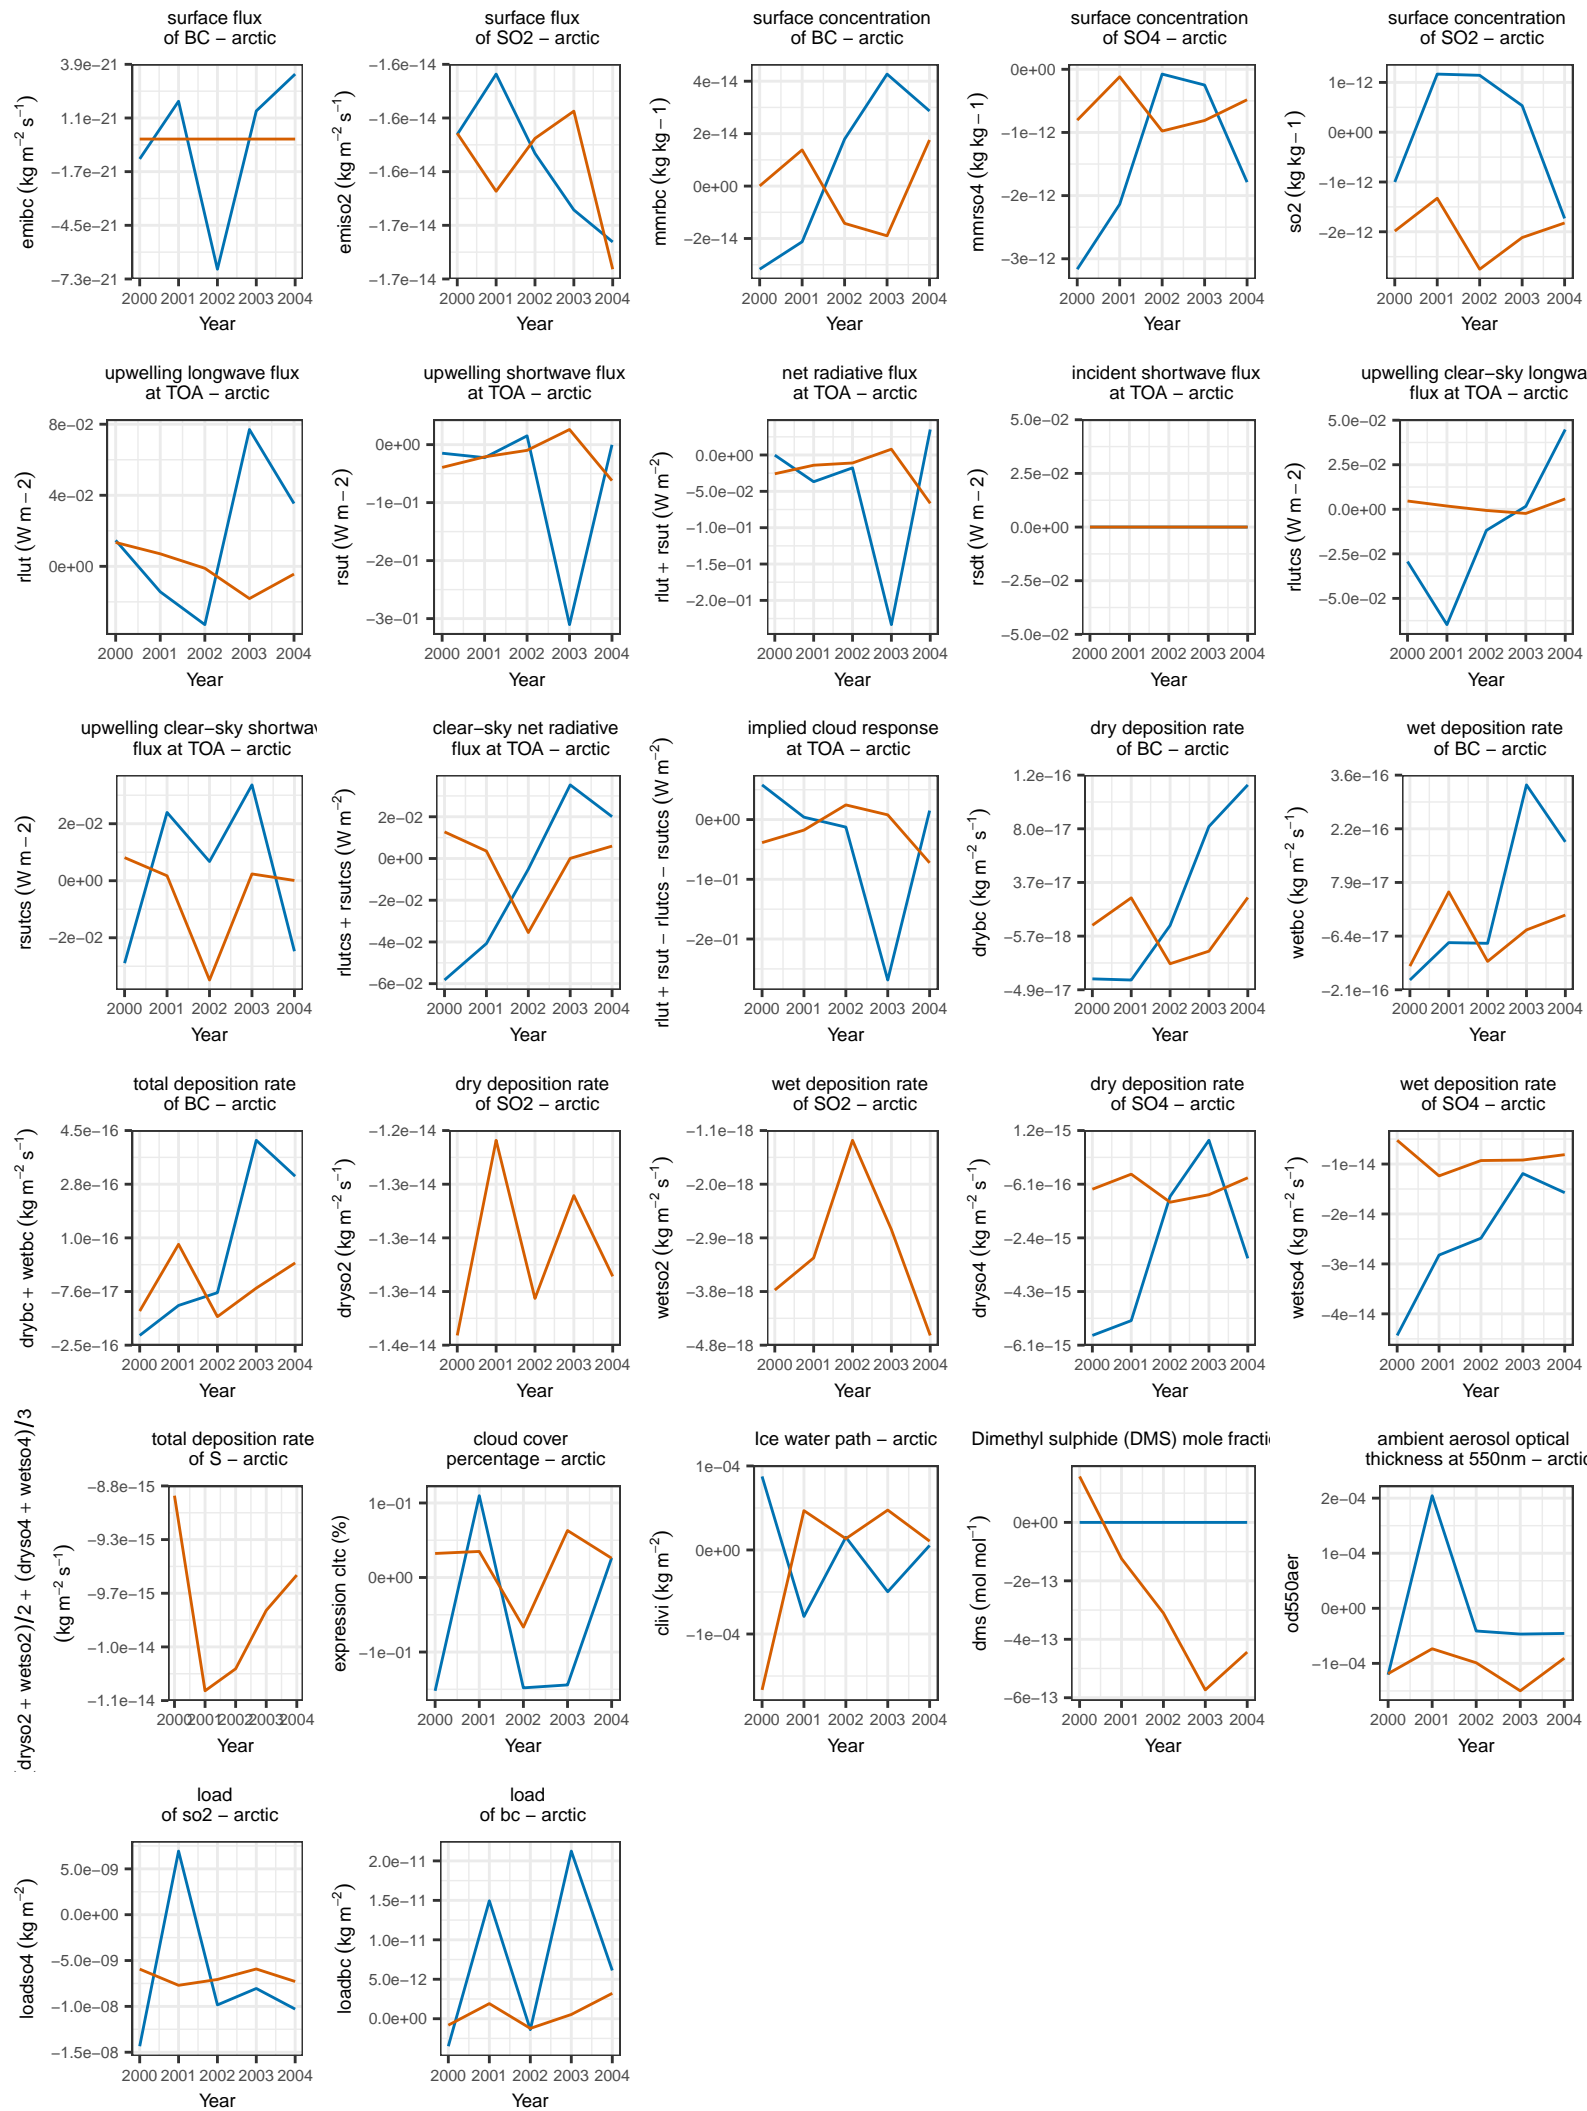 surface flux
of BC − arctic
emibc (kg m−2 s−1)
3.9e−21
1.1e−21
−1.7e−21
−4.5e−21
−7.3e−21
2000 2001 2002 2003 2004
Year
surface flux
of SO2 − arctic
emiso2 (kg m−2 s−1)
−1.6e−14
−1.6e−14
−1.6e−14
−1.7e−14
−1.7e−14
2000 2001 2002 2003 2004
Year
surface concentration
of BC − arctic
mmrbc (kg kg − 1)
4e−14
2e−14
0e+00
−2e−14
2000 2001 2002 2003 2004
Year
surface concentration
of SO4 − arctic
mmrso4 (kg kg − 1)
0e+00
−1e−12
−2e−12
−3e−12
2000 2001 2002 2003 2004
Year
surface concentration
of SO2 − arctic
so2 (kg kg − 1)
1e−12
0e+00
−1e−12
−2e−12
2000 2001 2002 2003 2004
Year
upwelling longwave flux
at TOA − arctic
rlut (W m − 2)
8e−02
4e−02
0e+00
2000 2001 2002 2003 2004
Year
upwelling shortwave flux
at TOA − arctic
rsut (W m − 2)
0e+00
−1e−01
−2e−01
−3e−01
2000 2001 2002 2003 2004
Year
net radiative flux
at TOA − arctic
rlut + rsut (W m−2)
0.0e+00
−5.0e−02
−1.0e−01
−1.5e−01
−2.0e−01
2000 2001 2002 2003 2004
Year
incident shortwave flux
at TOA − arctic
rsdt (W m − 2)
5.0e−02
2.5e−02
0.0e+00
−2.5e−02
−5.0e−02
2000 2001 2002 2003 2004
Year
upwelling clear−sky longwa
flux at TOA − arctic
rlutcs (W m − 2)
5.0e−02
2.5e−02
0.0e+00
−2.5e−02
−5.0e−02
2000 2001 2002 2003 2004
Year
upwelling clear−sky shortwav
flux at TOA − arctic
rsutcs (W m − 2)
2e−02
0e+00
−2e−02
2000 2001 2002 2003 2004
Year
clear−sky net radiative
flux at TOA − arctic
rlutcs + rsutcs (W m−2)
2e−02
0e+00
−2e−02
−4e−02
−6e−02
2000 2001 2002 2003 2004
Year
implied cloud response
at TOA − arctic
rlut + rsut − rlutcs − rsutcs (W m−2)
0e+00
−1e−01
−2e−01
2000 2001 2002 2003 2004
Year
dry deposition rate
of BC − arctic
drybc (kg m−2 s−1)
1.2e−16
8.0e−17
3.7e−17
−5.7e−18
−4.9e−17
2000 2001 2002 2003 2004
Year
wet deposition rate
of BC − arctic
wetbc (kg m−2 s−1)
3.6e−16
2.2e−16
7.9e−17
−6.4e−17
−2.1e−16
2000 2001 2002 2003 2004
Year
total deposition rate
of BC − arctic
drybc + wetbc (kg m−2 s−1)
4.5e−16
2.8e−16
1.0e−16
−7.6e−17
−2.5e−16
2000 2001 2002 2003 2004
Year
dry deposition rate
of SO2 − arctic
dryso2 (kg m−2 s−1)
−1.2e−14
−1.3e−14
−1.3e−14
−1.3e−14
−1.4e−14
2000 2001 2002 2003 2004
Year
wet deposition rate
of SO2 − arctic
wetso2 (kg m−2 s−1)
−1.1e−18
−2.0e−18
−2.9e−18
−3.8e−18
−4.8e−18
2000 2001 2002 2003 2004
Year
dry deposition rate
of SO4 − arctic
dryso4 (kg m−2 s−1)
1.2e−15
−6.1e−16
−2.4e−15
−4.3e−15
−6.1e−15
2000 2001 2002 2003 2004
Year
wet deposition rate
of SO4 − arctic
wetso4 (kg m−2 s−1)
−1e−14
−2e−14
−3e−14
−4e−14
2000 2001 2002 2003 2004
Year
total deposition rate
of S − arctic
dryso2 + wetso2)/2 + (dryso4 + wetso4)/3
(kg m−2 s−1)
−8.8e−15
−9.3e−15
−9.7e−15
−1.0e−14
−1.1e−14
2000 2001 2002 2003 2004
Year
cloud cover
percentage − arctic
expression cltc (%)
1e−01
0e+00
−1e−01
2000 2001 2002 2003 2004
Year
Ice water path − arctic
clivi (kg m−2)
1e−04
0e+00
−1e−04
2000 2001 2002 2003 2004
Year
Dimethyl sulphide (DMS) mole fracti
dms (mol mol−1)
0e+00
−2e−13
−4e−13
−6e−13
2000 2001 2002 2003 2004
Year
ambient aerosol optical
thickness at 550nm − arctic
od550aer
2e−04
1e−04
0e+00
−1e−04
2000 2001 2002 2003 2004
Year
load
of so2 − arctic
loadso4 (kg m−2)
5.0e−09
0.0e+00
−5.0e−09
−1.0e−08
−1.5e−08
2000 2001 2002 2003 2004
Year
load
of bc − arctic
loadbc (kg m−2)
2.0e−11
1.5e−11
1.0e−11
5.0e−12
0.0e+00
2000 2001 2002 2003 2004
Year